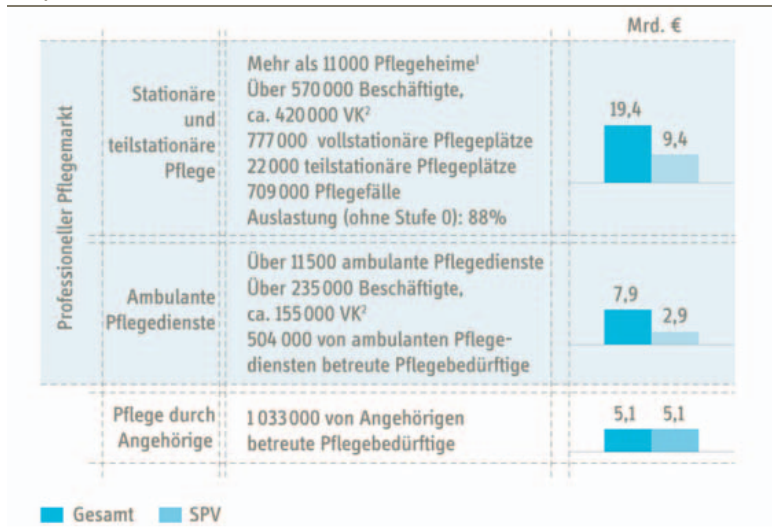 Mrd. €
Professioneller Pflegemarkt
Stationäre
und
teilstationäre
Pflege
Mehr als 11000 Pflegeheime¹
Über 570000 Beschäftigte,
ca. 420000 VK²
777000 vollstationäre Pflegeplätze
22000 teilstationäre Pflegeplätze
709000 Pflegefälle
Auslastung (ohne Stufe 0): 88%
19,4
9,4
Ambulante
Pflegedienste
Über 11500 ambulante Pflegedienste
Über 235000 Beschäftigte,
ca. 155000 VK²
504 000 von ambulanten Pflege-
diensten betreute Pflegebedürftige
7,9
2,9
Pflege durch
Angehörige
1033000 von Angehörigen
betreute Pflegebedürftige
5,1 5,1
Gesamt SPV